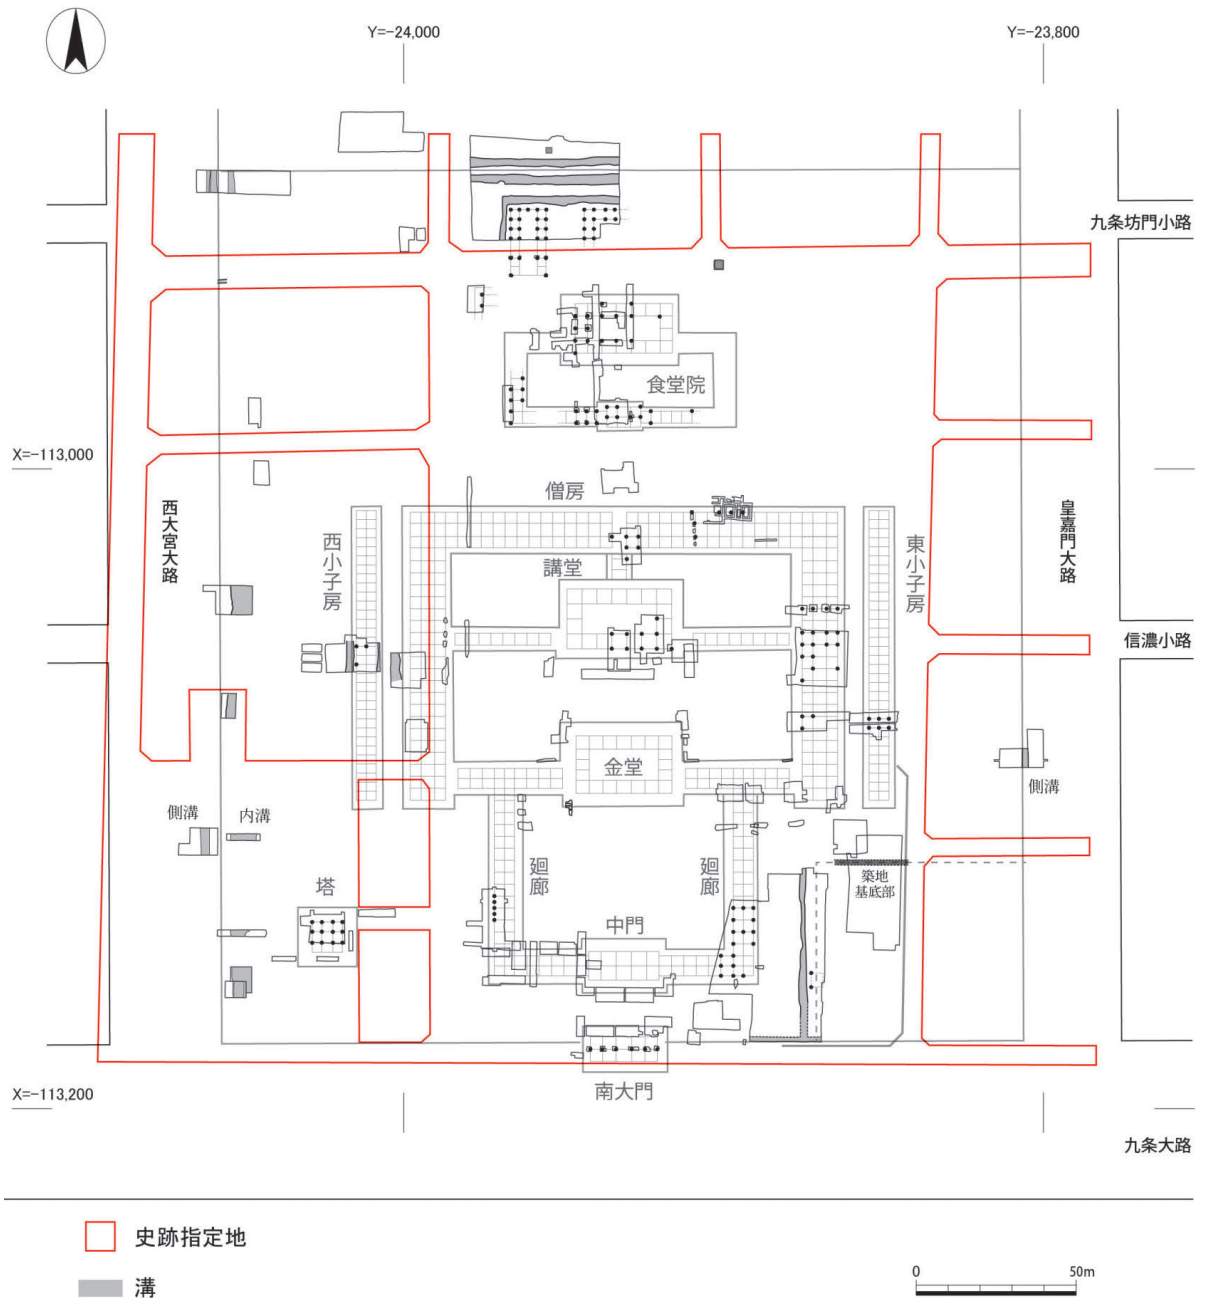 Y=-24,000
Y=-23,800
九条坊門小路
食堂院
X=-113,000
僧房
西大宮大路
西小子房
講堂
東小子房
皇嘉門大路
信濃小路
金堂
側溝
側溝
内溝
廻廊
廻廊
築地
基底部
塔
中門
南大門
X=-113,200
九条大路
史跡指定地
溝
0
50m